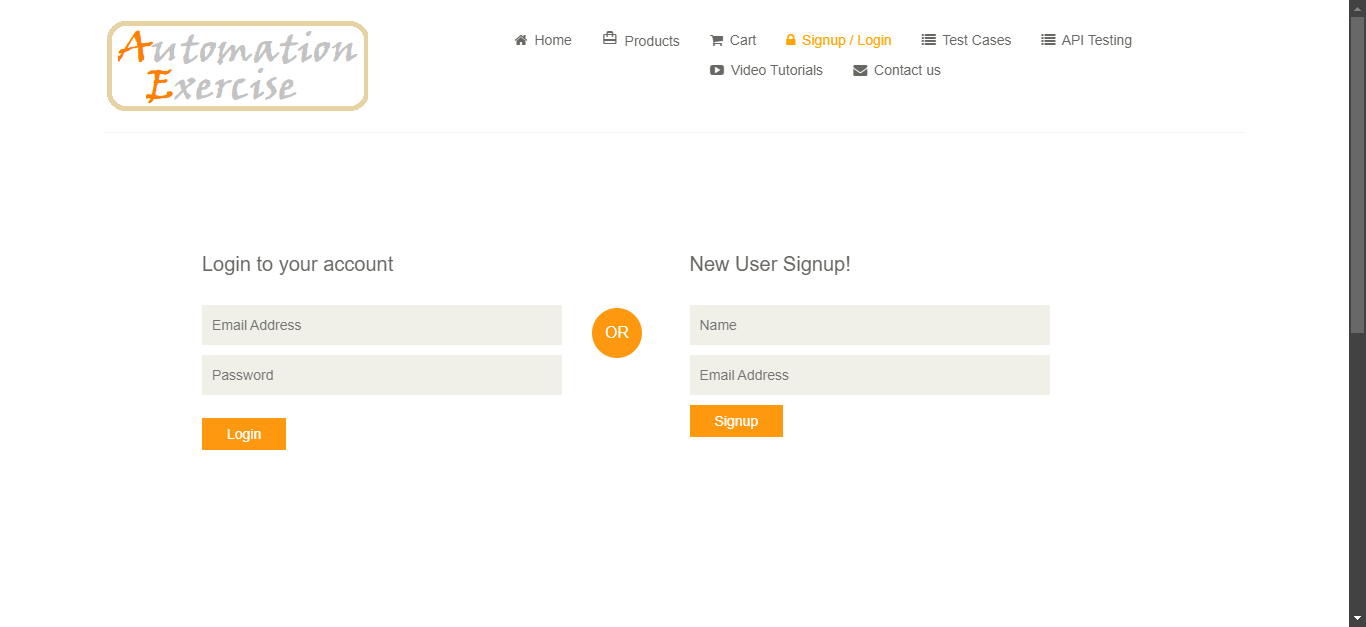 Automation
Exercise
Home Products Cart Signup / Login Test Cases API Testing
Video Tutorials Contact us
Login to your account
Email Address
Password
Login
OR
New User Signup!
Name
Email Address
Signup